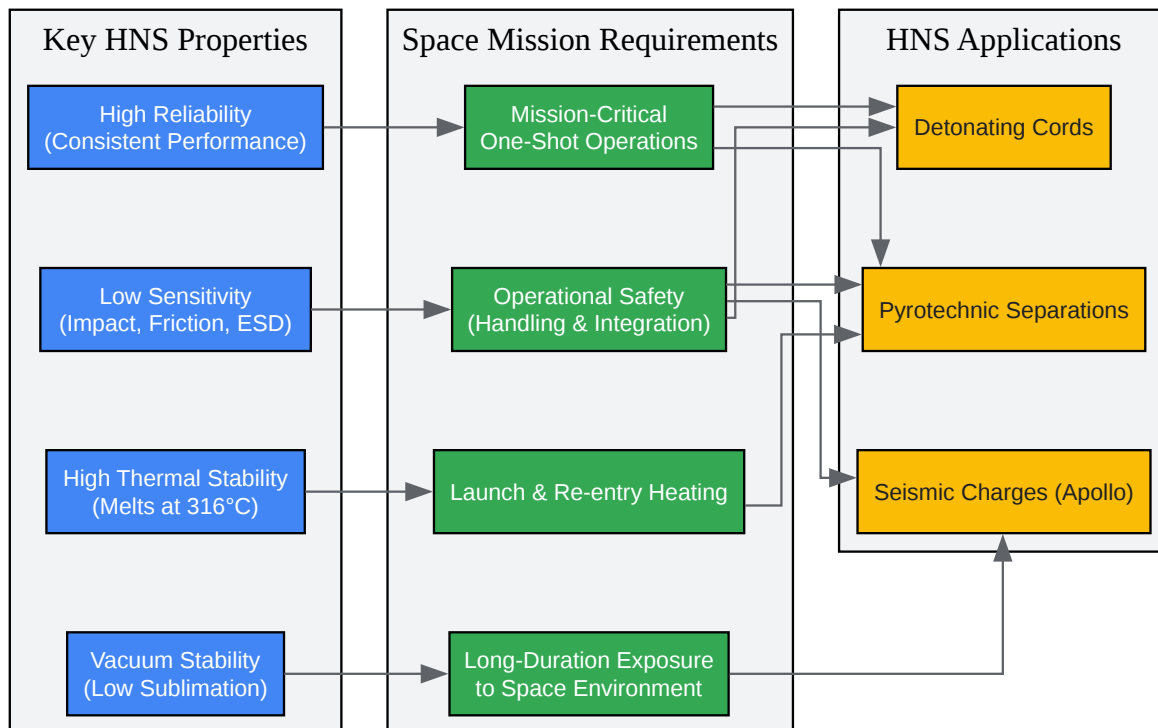 Key HNS Properties
High Reliability
(Consistent Performance)
Low Sensitivity
(Impact, Friction, ESD)
High Thermal Stability
(Melts at 316°C)
Vacuum Stability
(Low Sublimation)
Space Mission Requirements
Mission-Critical
One-Shot Operations
Operational Safety
(Handling & Integration)
Launch & Re-entry Heating
Long-Duration Exposure
to Space Environment
HNS Applications
Detonating Cords
Pyrotechnic Separations
Seismic Charges (Apollo)